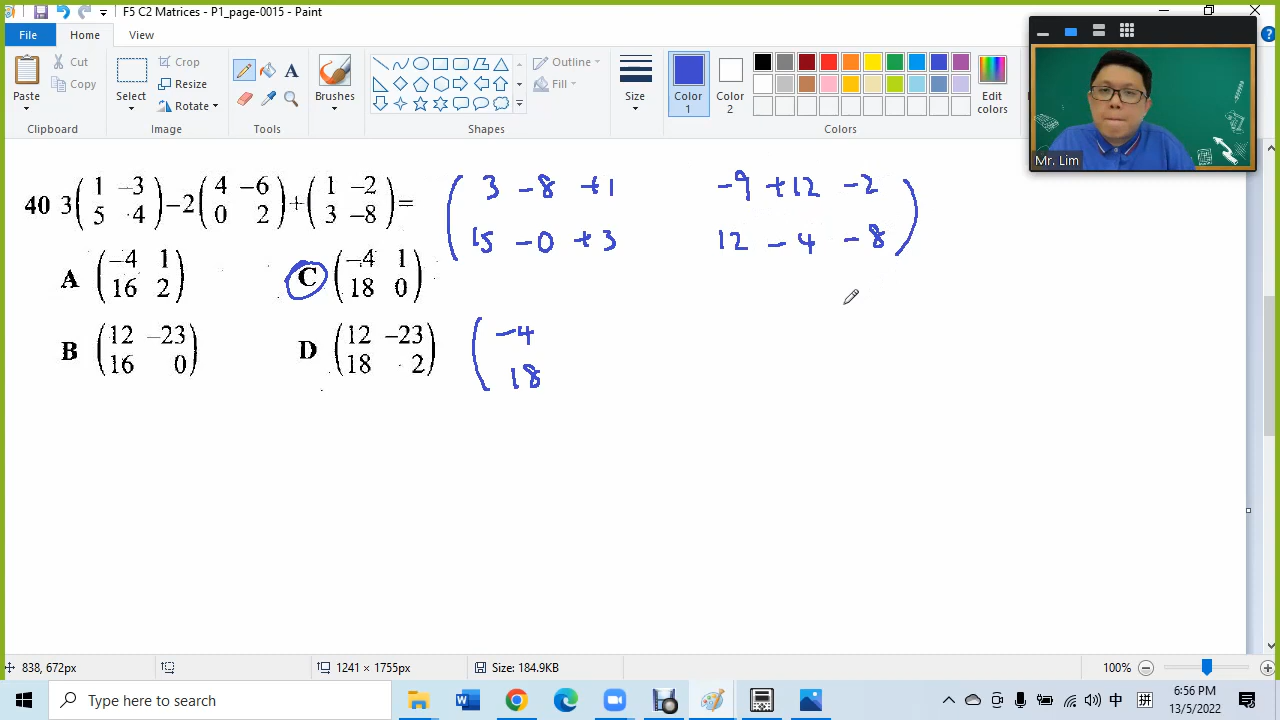 F5 C2 Matrices - P1_page-0015 - Paint
File Home View
Paste Cut Copy
Clipboard
Select Crop Resize Rotate
Image
A
Tools
Brushes
Outline Fill
Shapes
Size
Color 1
Color 2
Edit colors
Colors
Mr. Lim
40 3(1 −3 5 4) −2(4 −6 0 2) + (1 −2 3 −8) =
(3 -8 +1 -9 +12 -2
15 -0 +3 12 -4 -8)
A (−4 1 16 2)
C (−4 1 18 0)
B (12 −23 16 0)
D (12 −23 18 2)
(-4
18
838, 672px 1241 × 1755px Size: 184.9KB 100%
Type here to search
中 拼 6:56 PM
13/5/2022